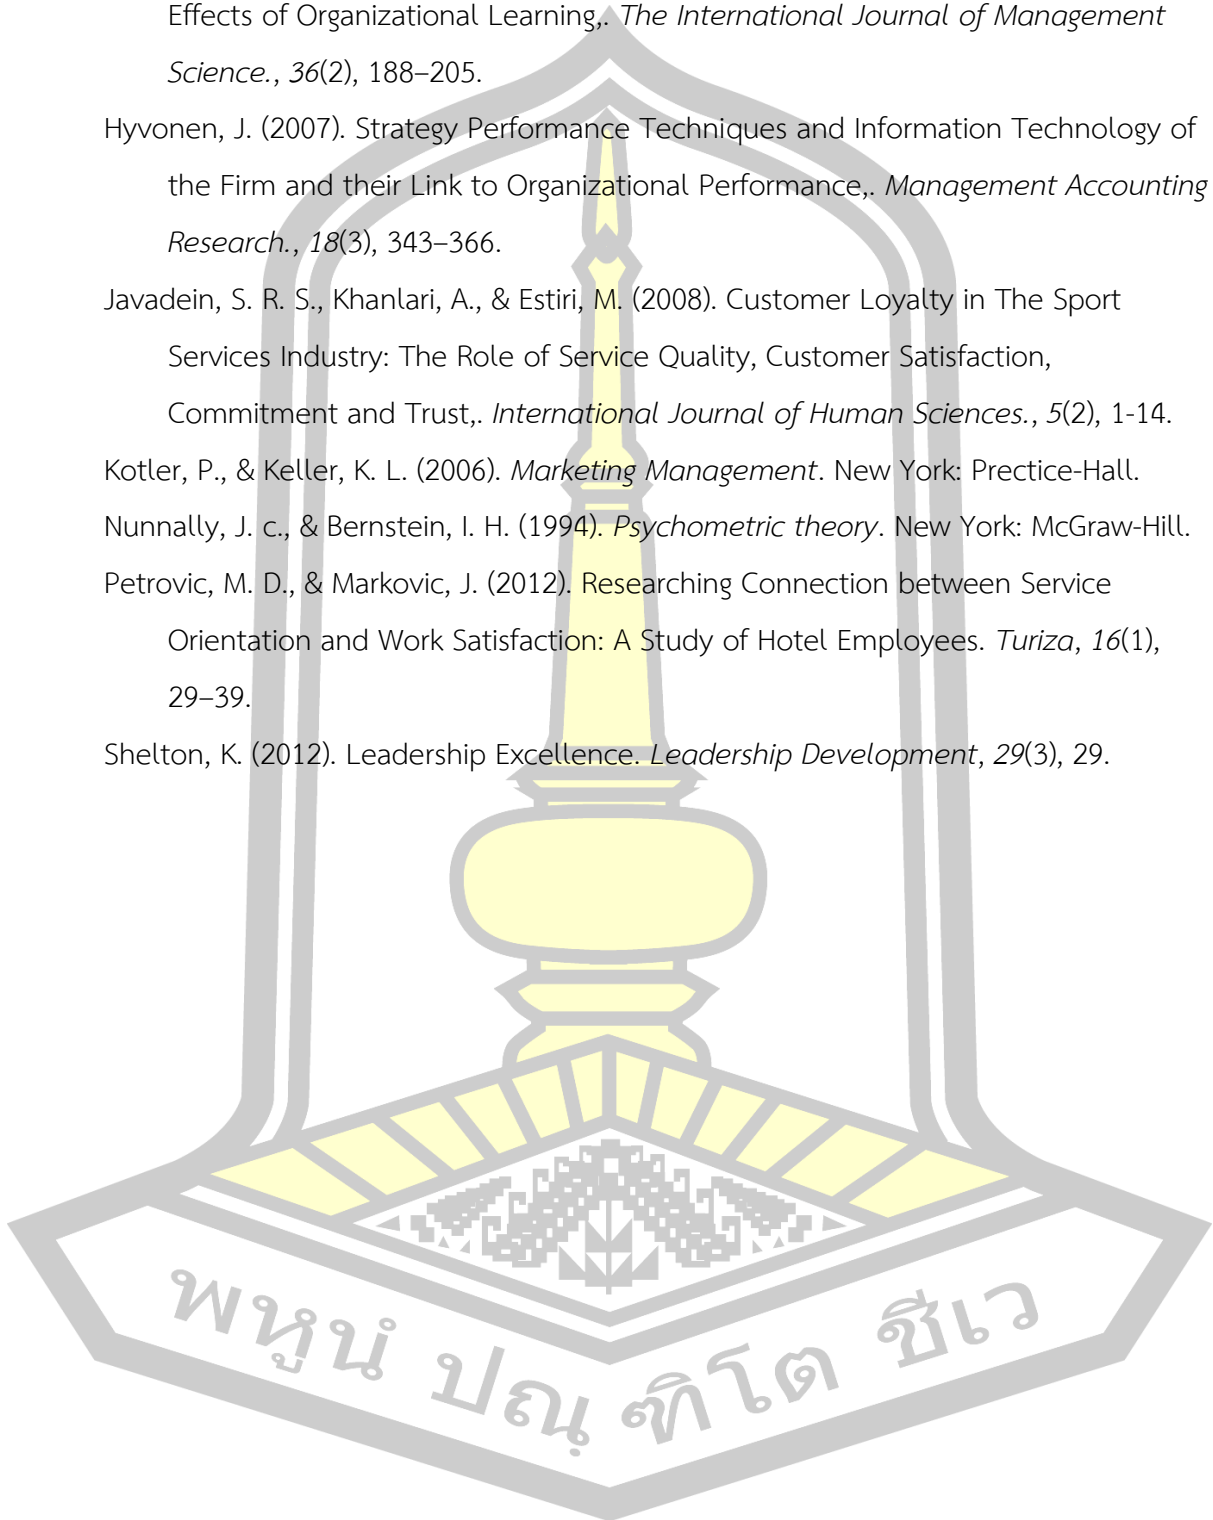 Effects of Organizational Learning,. The International Journal of Management
Science., 36(2), 188–205.
Hyvonen, J. (2007). Strategy Performance Techniques and Information Technology of
the Firm and their Link to Organizational Performance,. Management Accounting
Research., 18(3), 343–366.
Javadein, S. R. S., Khanlari, A., & Estiri, M. (2008). Customer Loyalty in The Sport
Services Industry: The Role of Service Quality, Customer Satisfaction,
Commitment and Trust,. International Journal of Human Sciences., 5(2), 1-14.
Kotler, P., & Keller, K. L. (2006). Marketing Management. New York: Prectice-Hall.
Nunnally, J. c., & Bernstein, I. H. (1994). Psychometric theory. New York: McGraw-Hill.
Petrovic, M. D., & Markovic, J. (2012). Researching Connection between Service
Orientation and Work Satisfaction: A Study of Hotel Employees. Turiza, 16(1),
29–39.
Shelton, K. (2012). Leadership Excellence. Leadership Development, 29(3), 29.
พหูนํ ปณฺ ฑิโต ชีเว